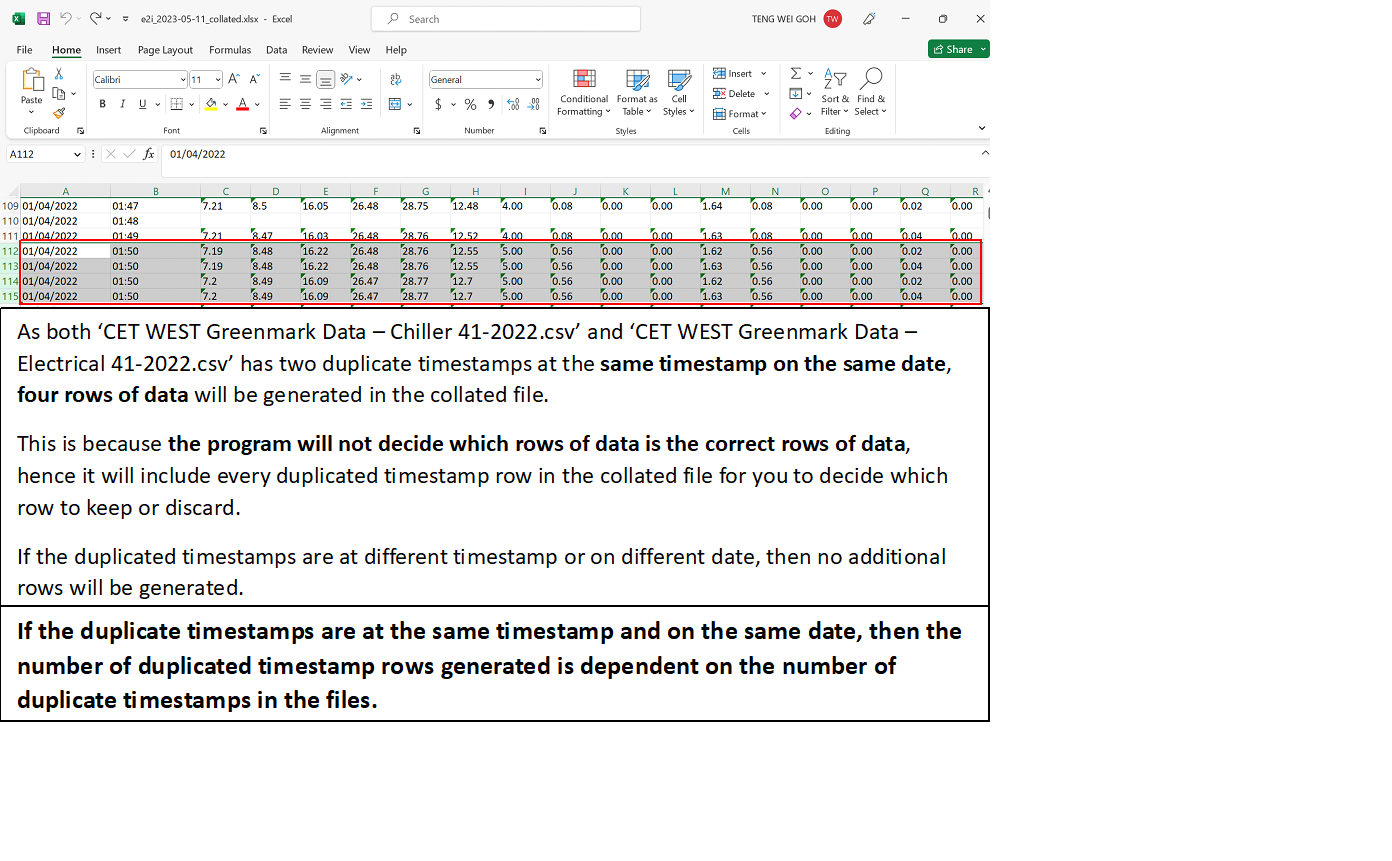 e2i_2023-05-11_collated.xlsx - Excel
Search
TENG WEI GOH TW
File Home Insert Page Layout Formulas Data Review View Help
Share
Paste
Clipboard
Calibri 11
B I U
Font
ab
Alignment
General
$ % 9
Number
Conditional Formatting
Format as Table
Cell Styles
Styles
Insert
Delete
Format
Cells
Sort & Filter
Find & Select
Editing
A112 fx 01/04/2022
A B C D E F G H I J K L M N O P Q R
109 01/04/2022 01:47 7.21 8.5 16.05 26.48 28.75 12.48 4.00 0.08 0.00 0.00 1.64 0.08 0.00 0.00 0.02 0.00
110 01/04/2022 01:48
111 01/04/2022 01:49 7.21 8.47 16.03 26.48 28.76 12.52 4.00 0.08 0.00 0.00 1.63 0.08 0.00 0.00 0.04 0.00
112 01/04/2022 01:50 7.19 8.48 16.22 26.48 28.76 12.55 5.00 0.56 0.00 0.00 1.62 0.56 0.00 0.00 0.02 0.00
113 01/04/2022 01:50 7.19 8.48 16.22 26.48 28.76 12.55 5.00 0.56 0.00 0.00 1.63 0.56 0.00 0.00 0.04 0.00
114 01/04/2022 01:50 7.2 8.49 16.09 26.47 28.77 12.7 5.00 0.56 0.00 0.00 1.62 0.56 0.00 0.00 0.02 0.00
115 01/04/2022 01:50 7.2 8.49 16.09 26.47 28.77 12.7 5.00 0.56 0.00 0.00 1.63 0.56 0.00 0.00 0.04 0.00
As both ‘CET WEST Greenmark Data – Chiller 41-2022.csv’ and ‘CET WEST Greenmark Data –
Electrical 41-2022.csv’ has two duplicate timestamps at the same timestamp on the same date,
four rows of data will be generated in the collated file.
This is because the program will not decide which rows of data is the correct rows of data,
hence it will include every duplicated timestamp row in the collated file for you to decide which
row to keep or discard.
If the duplicated timestamps are at different timestamp or on different date, then no additional
rows will be generated.
If the duplicate timestamps are at the same timestamp and on the same date, then the
number of duplicated timestamp rows generated is dependent on the number of
duplicate timestamps in the files.